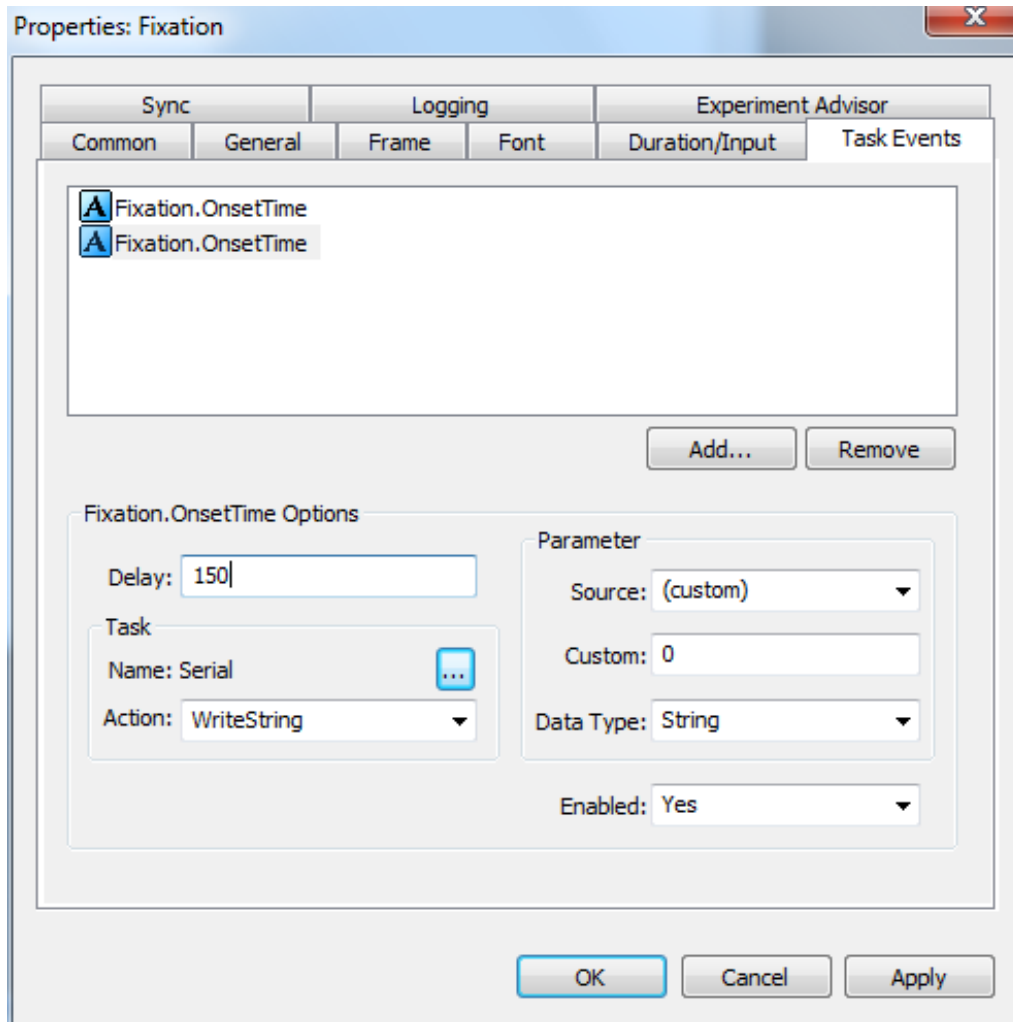 Properties: Fixation
X
Sync Logging Experiment Advisor
Common General Frame Font Duration/Input Task Events
A Fixation.OnsetTime
A Fixation.OnsetTime
Add... Remove
Fixation.OnsetTime Options
Delay: 150
Task
Name: Serial ...
Action: WriteString
Parameter
Source: (custom)
Custom: 0
Data Type: String
Enabled: Yes
OK Cancel Apply